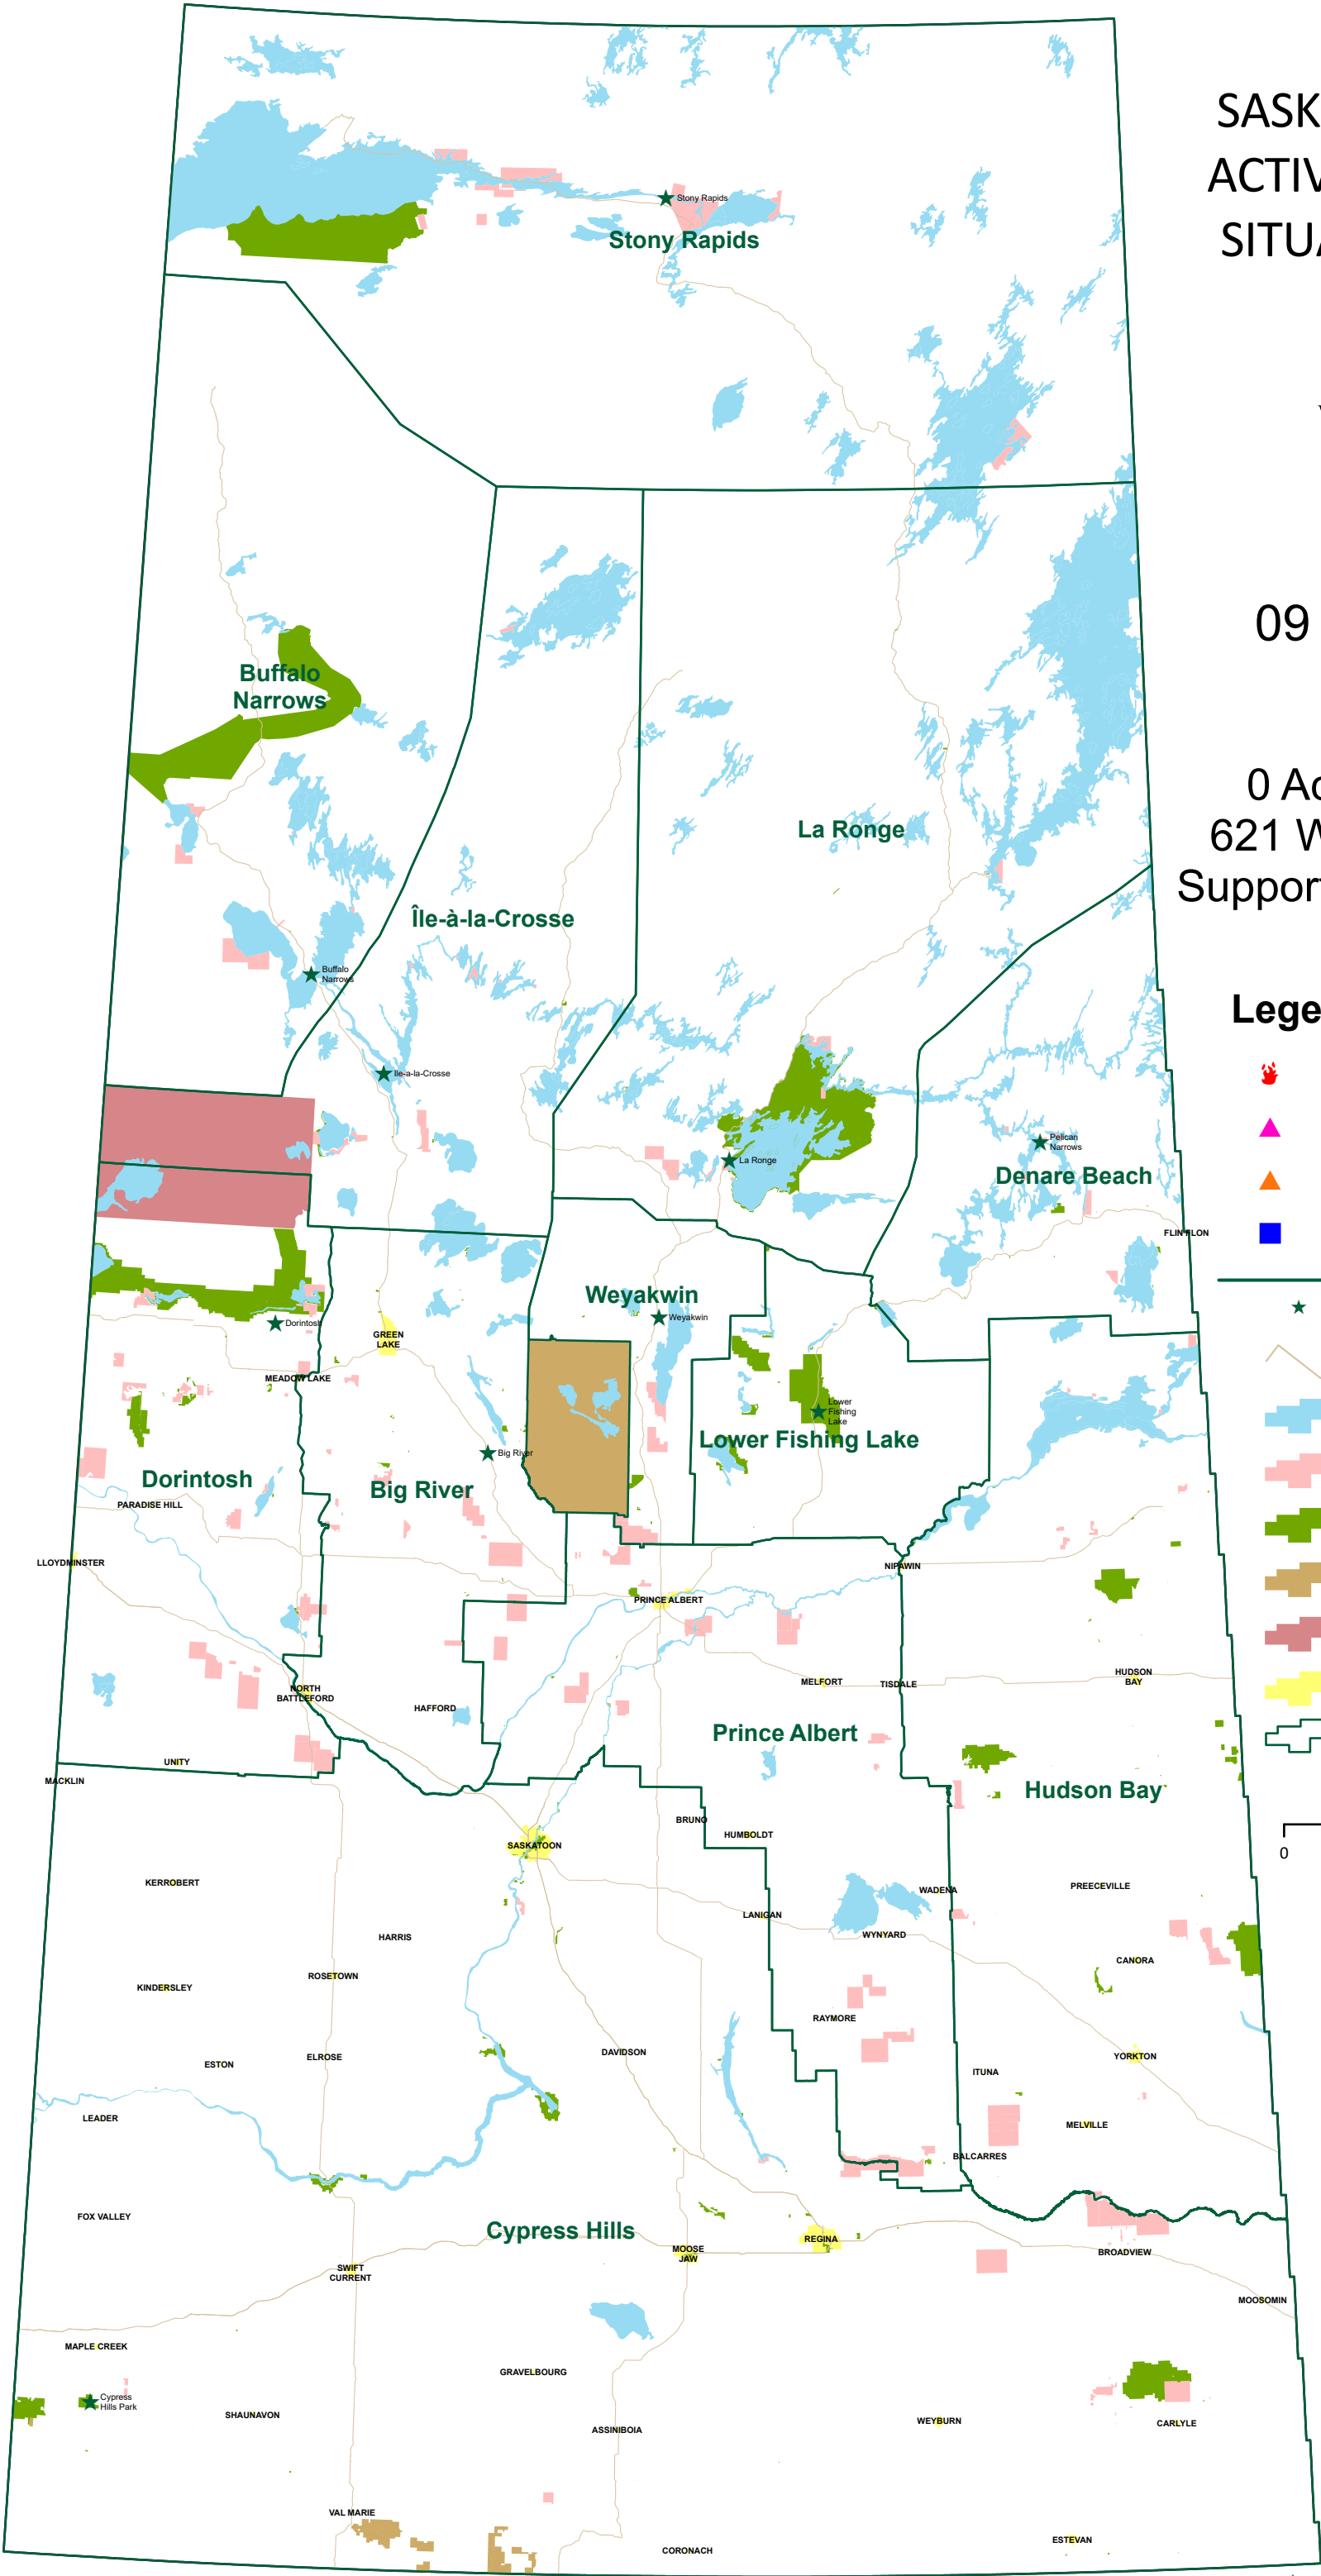 SASK
ACTIV
SITUA
Stony Rapids
Stony Rapids
09
Buffalo
Narrows
0 Ac
621 W
Support
La Ronge
Île-à-la-Crosse
Buffalo
Narrows
Lege
Ile-a-la-Crosse
Pelican
Narrows
La Ronge
Denare Beach
FLIN FLON
Weyakwin
Weyakwin
Dorintosh
GREEN
LAKE
MEADOW LAKE
Lower
Fishing
Lake
Lower Fishing Lake
Big River
Dorintosh
Big River
PARADISE HILL
LLOYDMINSTER
NIPAWIN
PRINCE ALBERT
HUDSON
BAY
MELFORT
TISDALE
NORTH
BATTLEFORD
HAFFORD
Prince Albert
UNITY
MACKLIN
Hudson Bay
BRUNO
HUMBOLDT
SASKATOON
0
KERROBERT
PREECEVILLE
WADENA
LANIGAN
WYNYARD
HARRIS
CANORA
ROSETOWN
KINDERSLEY
RAYMORE
DAVIDSON
YORKTON
ELROSE
ESTON
ITUNA
LEADER
MELVILLE
BALCARRES
FOX VALLEY
Cypress Hills
REGINA
MOOSE
JAW
BROADVIEW
SWIFT
CURRENT
MOOSOMIN
MAPLE CREEK
GRAVELBOURG
Cypress
Hills Park
SHAUNAVON
WEYBURN
CARLYLE
ASSINIBOIA
VAL MARIE
ESTEVAN
CORONACH